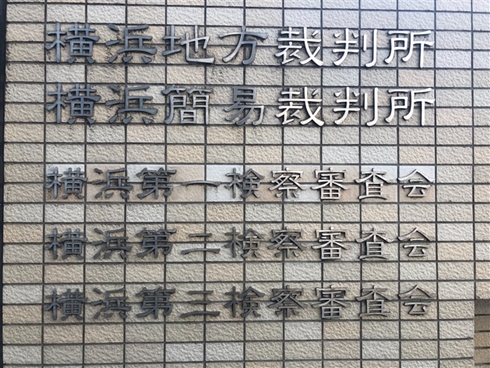 横浜地方裁判所
横浜簡易裁判所
横浜第一検察審査会
横浜第二検察審査会
横浜第三検察審査会